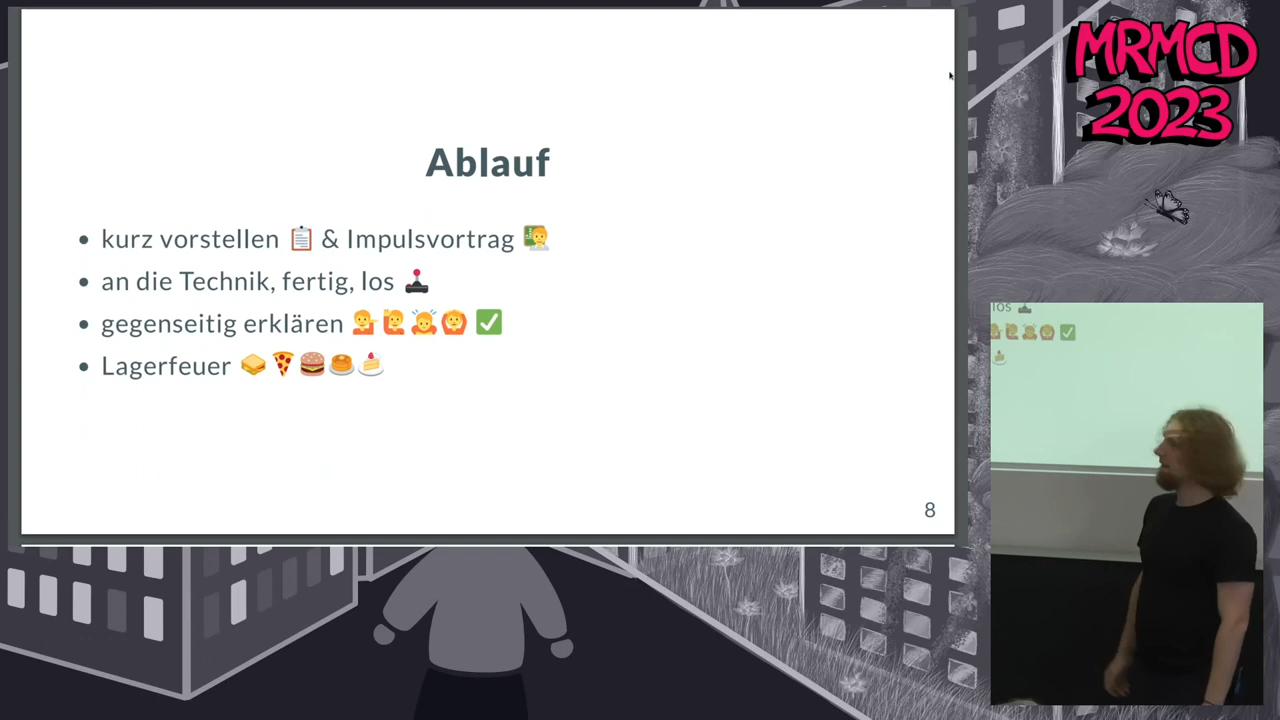 MRMCD
2023
Ablauf
• kurz vorstellen 📋 & Impulsvortrag 🧑‍🏫
• an die Technik, fertig, los 🕹️
• gegenseitig erklären 💁🙋🙇🙆 ✅
• Lagerfeuer 🥪🍕🍔🥞🍰
8
los